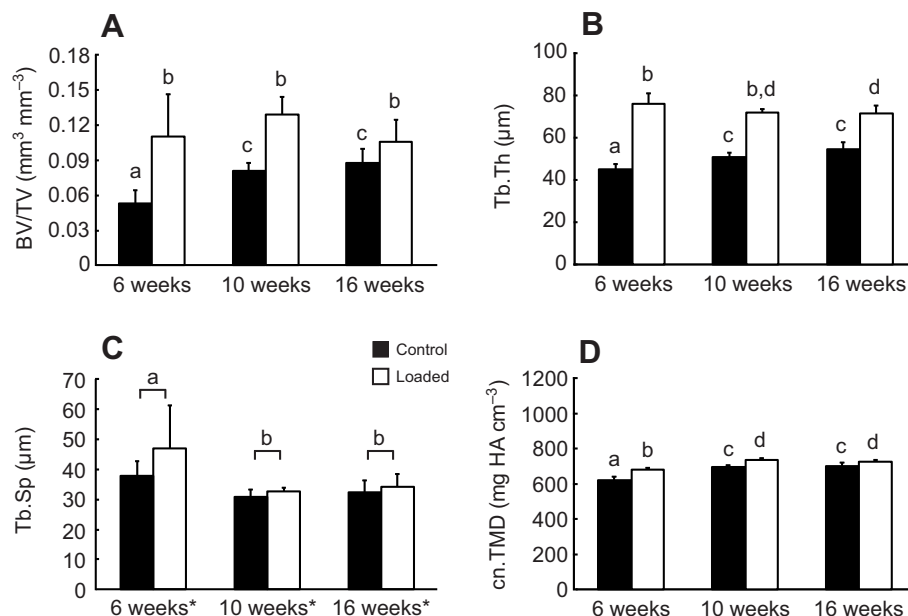 A
BV/TV (mm³ mm⁻³)
0.18
0.15
0.12
0.09
0.06
0.03
0
a
b
c
b
c
b
6 weeks
10 weeks
16 weeks
B
Tb.Th (μm)
100
80
60
40
20
0
a
b
c
b,d
c
d
6 weeks
10 weeks
16 weeks
C
Tb.Sp (μm)
70
60
50
40
30
20
10
0
a
b
b
Control
Loaded
6 weeks*
10 weeks*
16 weeks*
D
cn.TMD (mg HA cm⁻³)
1200
1000
800
600
400
200
0
a
b
c
d
c
d
6 weeks
10 weeks
16 weeks